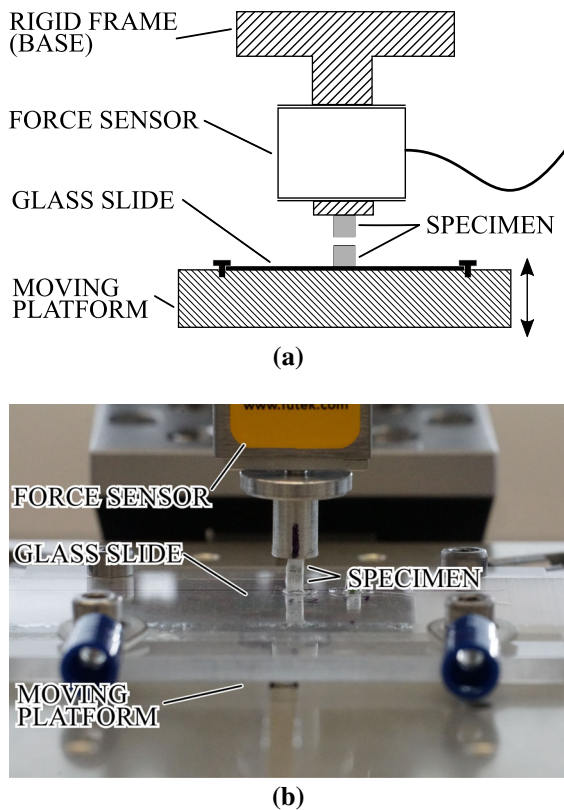 RIGID FRAME
(BASE)
FORCE SENSOR
GLASS SLIDE
SPECIMEN
MOVING
PLATFORM
(a)
www.futek.com
FORCE SENSOR
GLASS SLIDE
SPECIMEN
MOVING
PLATFORM
(b)